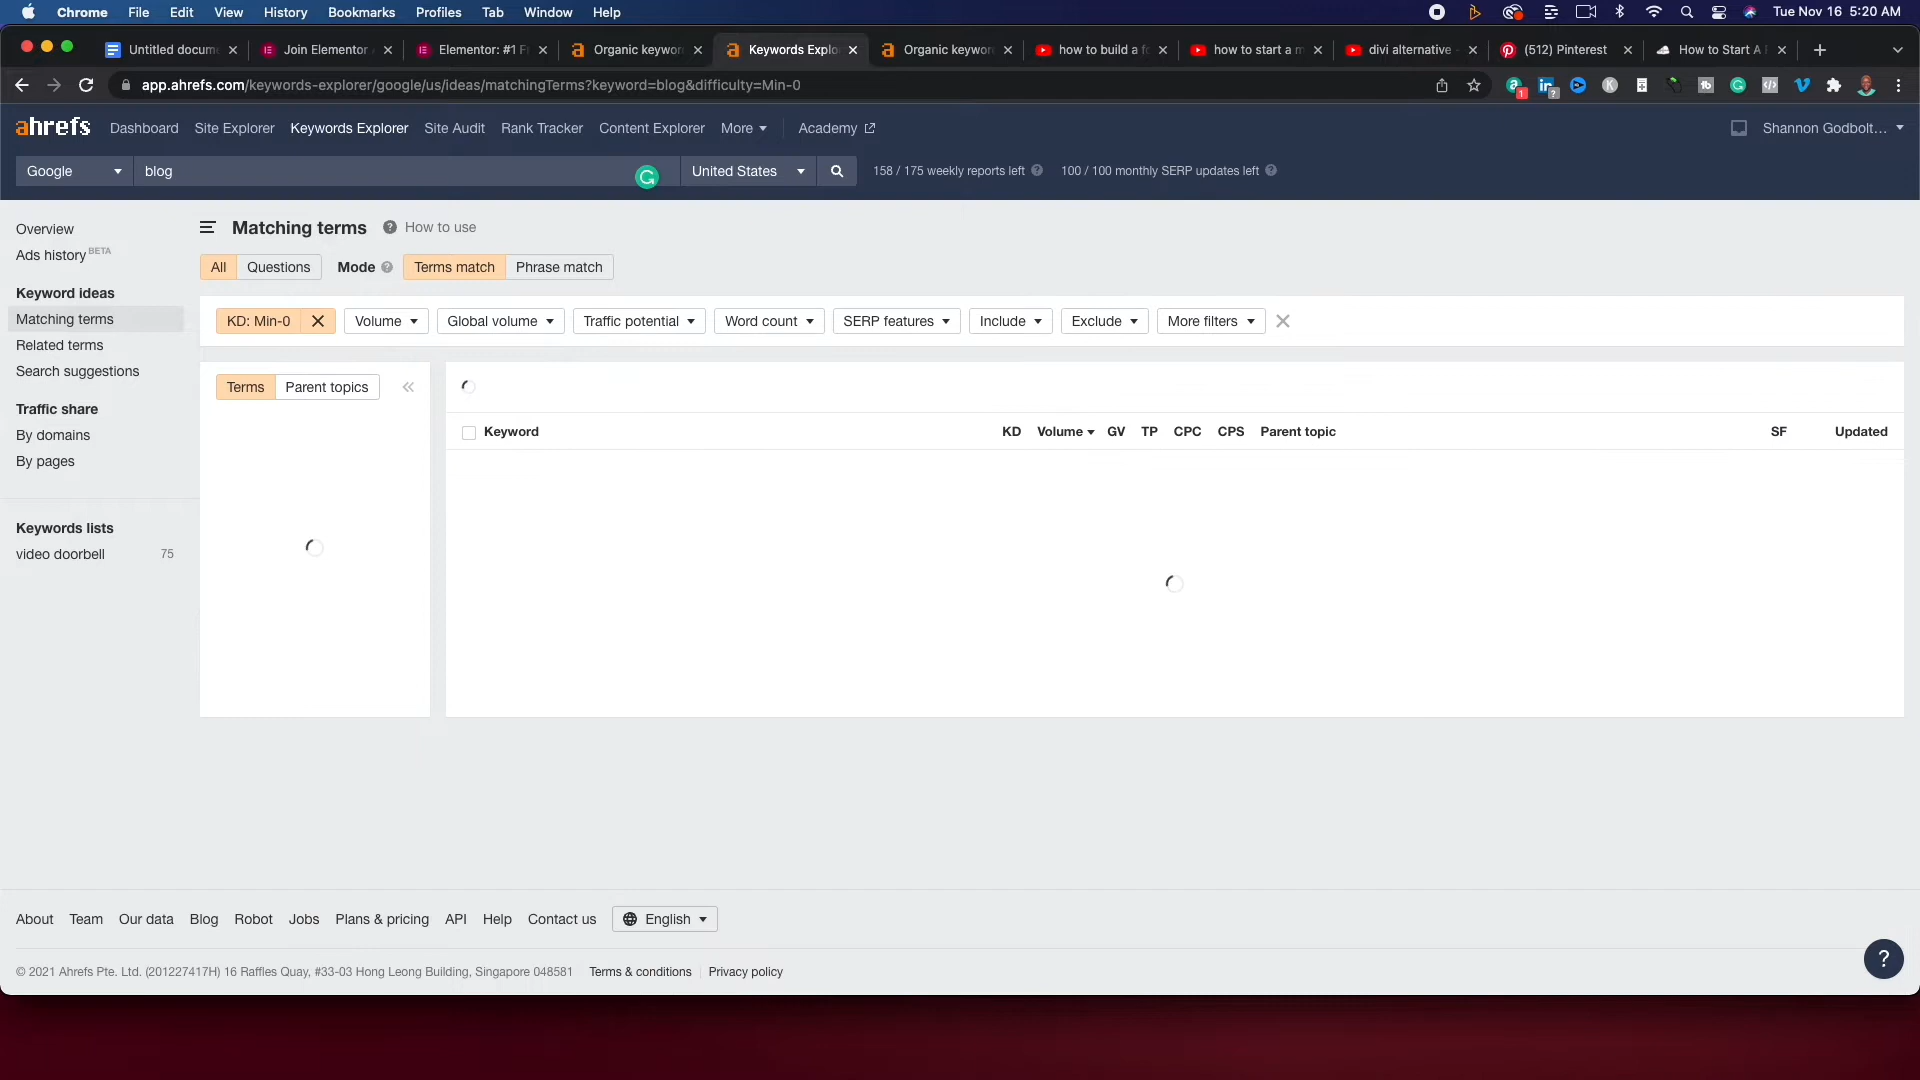 Chrome File Edit View History Bookmarks Profiles Tab Window Help Tue Nov 16 5:20 AM
Untitled docume Join Elementor Elementor: #1 F Organic keywor Keywords Explo Organic keywor how to build a fo how to start a m divi alternative (512) Pinterest How to Start A
app.ahrefs.com/keywords-explorer/google/us/ideas/matchingTerms?keyword=blog&difficulty=Min-0
ahrefs Dashboard Site Explorer Keywords Explorer Site Audit Rank Tracker Content Explorer More Academy Shannon Godbolt...
Google blog United States 158 / 175 weekly reports left 100 / 100 monthly SERP updates left
Overview
Ads history BETA
Keyword ideas
Matching terms
Related terms
Search suggestions
Traffic share
By domains
By pages
Keywords lists
video doorbell 75
Matching terms ? How to use
All Questions Mode ? Terms match Phrase match
KD: Min-0 Volume Global volume Traffic potential Word count SERP features Include Exclude More filters
Terms Parent topics
Keyword KD Volume GV TP CPC CPS Parent topic SF Updated
About Team Our data Blog Robot Jobs Plans & pricing API Help Contact us English
© 2021 Ahrefs Pte. Ltd. (201227417H) 16 Raffles Quay, #33-03 Hong Leong Building, Singapore 048581 Terms & conditions Privacy policy
?